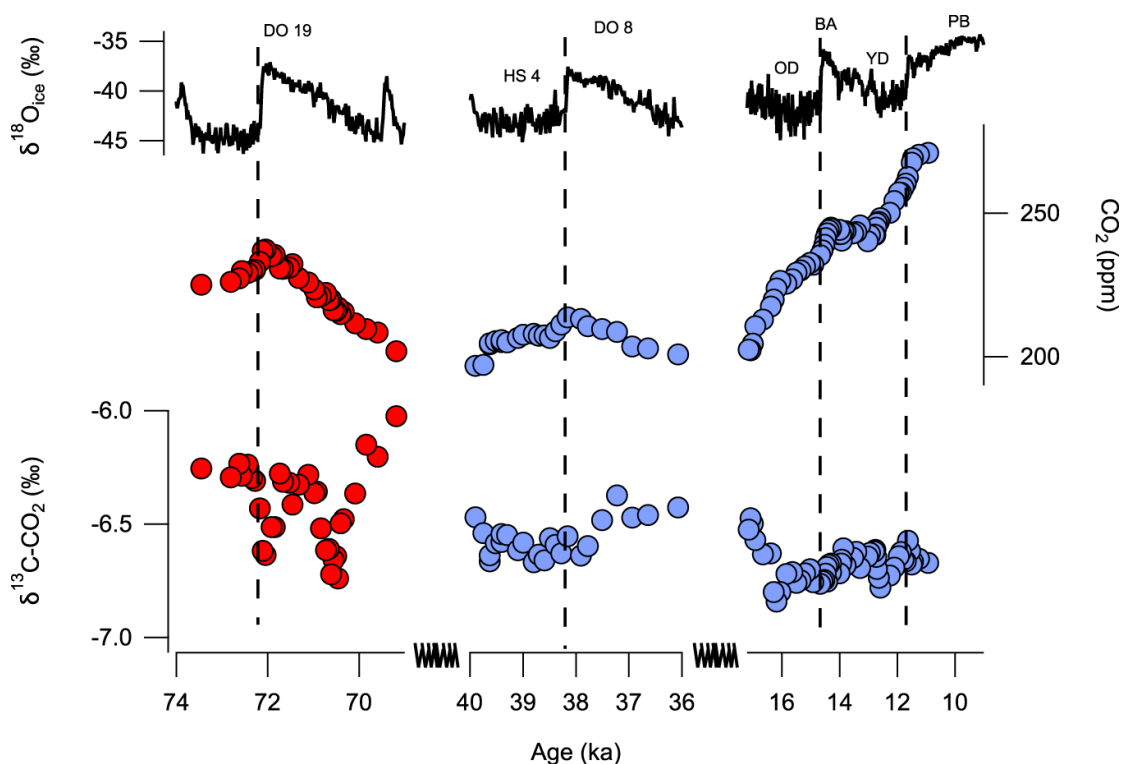 DO 19
DO 8
HS 4
OD
BA
YD
PB
δ18Oice (‰)
-35
-40
-45
CO2 (ppm)
250
200
δ13C-CO2 (‰)
-6.0
-6.5
-7.0
74 72 70 40 39 38 37 36 16 14 12 10
Age (ka)